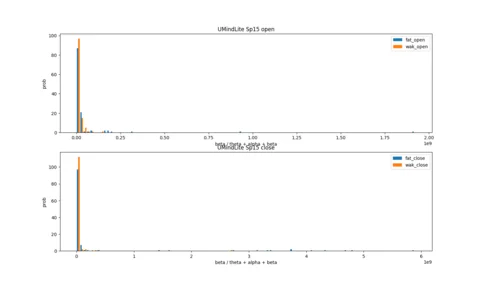 UMindLite Sp15 open
100
80
60
40
20
0
prob
fat_open
wak_open
0.00
0.25
0.50
0.75
1.00
1.25
1.50
1.75
2.00
1e9
beta / theta + alpha + beta
UMindLite Sp15 close
100
80
60
40
20
0
prob
fat_close
wak_close
0
1
2
3
4
5
6
1e9
beta / theta + alpha + beta